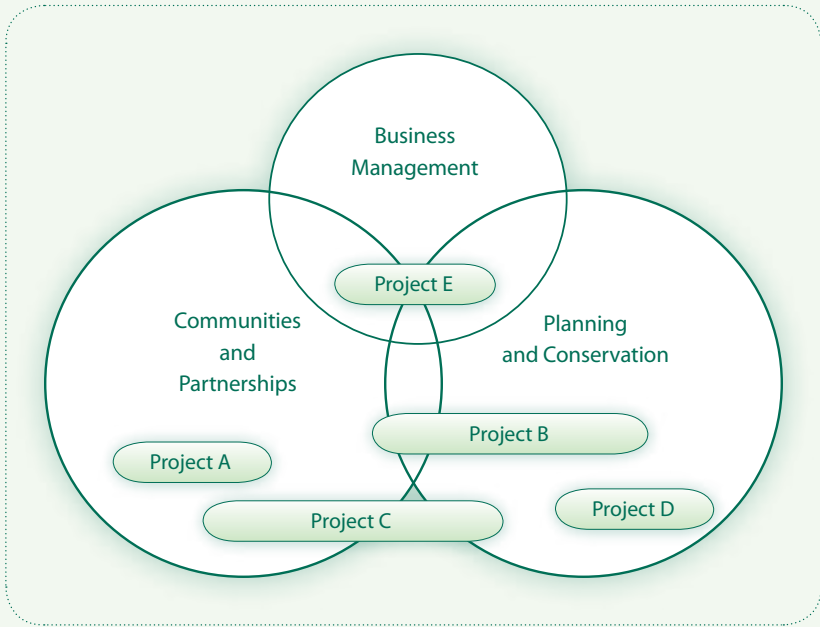 Business
Management
Project E
Communities
and
Partnerships
Planning
and Conservation
Project B
Project A
Project D
Project C